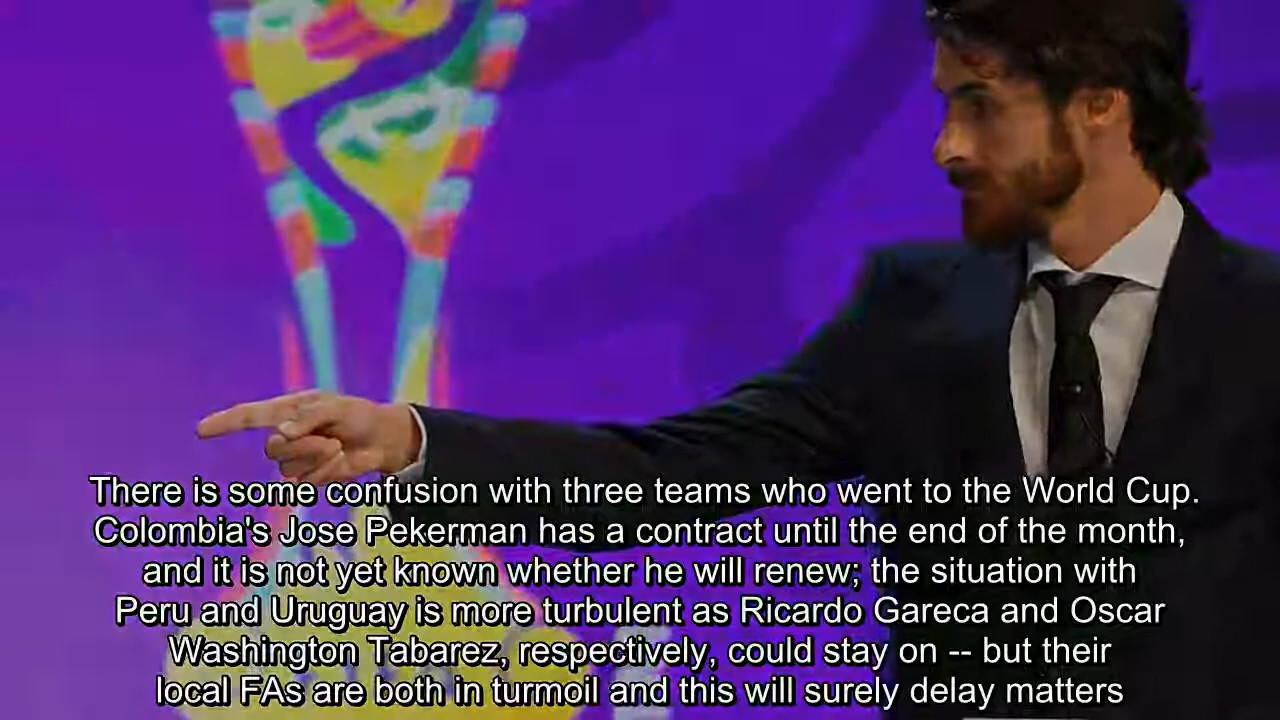 There is some confusion with three teams who went to the World Cup.
Colombia's Jose Pekerman has a contract until the end of the month,
and it is not yet known whether he will renew; the situation with
Peru and Uruguay is more turbulent as Ricardo Gareca and Oscar
Washington Tabarez, respectively, could stay on -- but their
local FAs are both in turmoil and this will surely delay matters